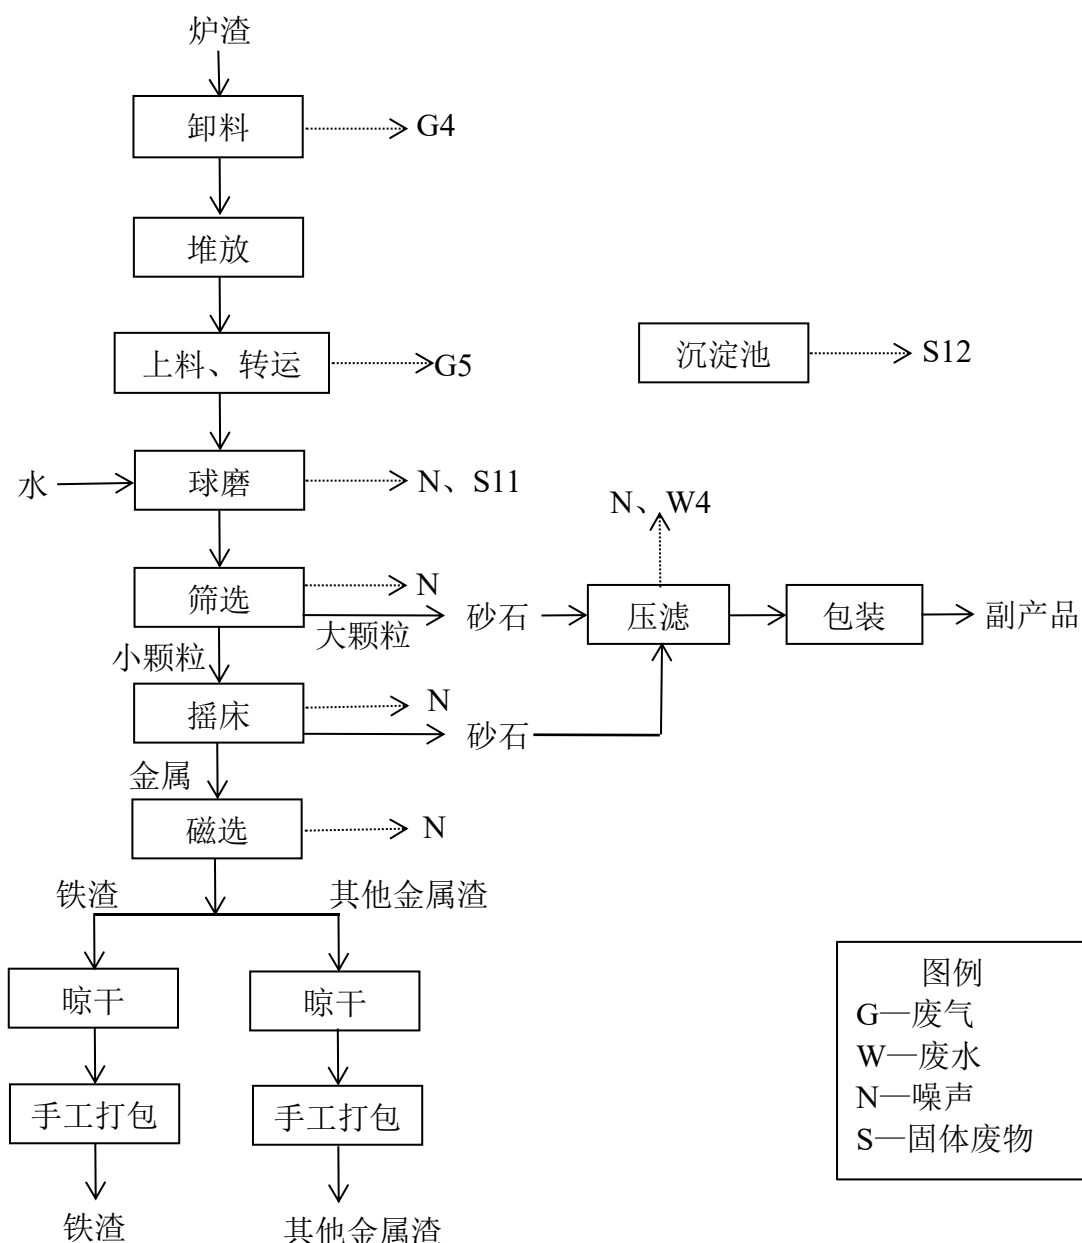 炉渣
卸料
G4
堆放
上料、转运
G5
沉淀池
S12
水
球磨
N、S11
N、W4
筛选
N
大颗粒
砂石
压滤
包装
副产品
小颗粒
摇床
N
砂石
金属
磁选
N
铁渣
其他金属渣
晾干
晾干
手工打包
手工打包
铁渣
其他金属渣
图例
G—废气
W—废水
N—噪声
S—固体废物